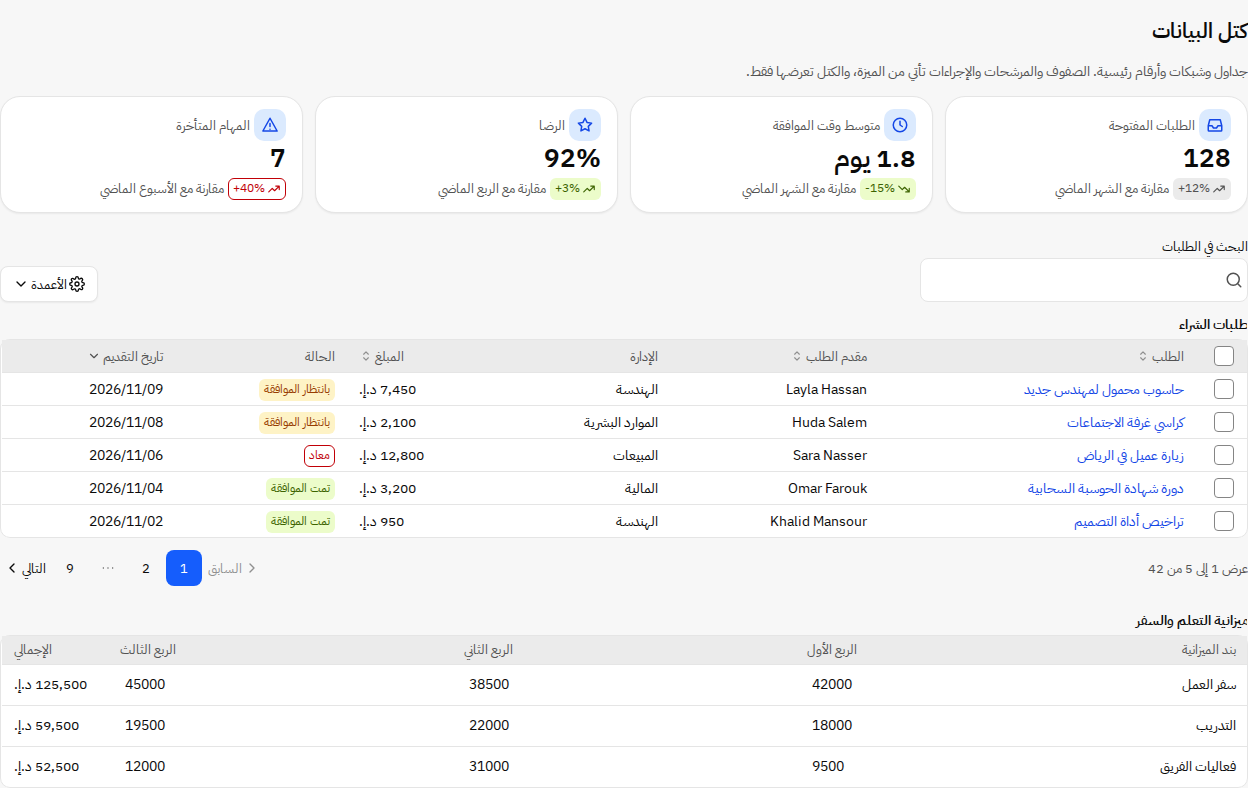 كتل البيانات
جداول وشبكات وأرقام رئيسية. الصفوف والمرشحات والإجراءات تأتي من الميزة، والكتل تعرضها فقط.
الطلبات المفتوحة
128
+12% مقارنة مع الشهر الماضي
متوسط وقت الموافقة
1.8 يوم
-15% مقارنة مع الشهر الماضي
الرضا
92%
+3% مقارنة مع الربع الماضي
المهام المتأخرة
7
+40% مقارنة مع الأسبوع الماضي
البحث في الطلبات
الأعمدة
طلبات الشراء
الطلب مقدم الطلب الإدارة المبلغ الحالة تاريخ التقديم
حاسوب محمول لمهندس جديد Layla Hassan الهندسة 7,450 د.إ. بانتظار الموافقة 2026/11/09
كراسي غرفة الاجتماعات Huda Salem الموارد البشرية 2,100 د.إ. بانتظار الموافقة 2026/11/08
زيارة عميل في الرياض Sara Nasser المبيعات 12,800 د.إ. معاد 2026/11/06
دورة شهادة الحوسبة السحابية Omar Farouk المالية 3,200 د.إ. تمت الموافقة 2026/11/04
تراخيص أداة التصميم Khalid Mansour الهندسة 950 د.إ. تمت الموافقة 2026/11/02
عرض 1 إلى 5 من 42
السابق 1 2 ... 9 التالي
ميزانية التعلم والسفر
بند الميزانية الربع الأول الربع الثاني الربع الثالث الإجمالي
سفر العمل 42000 38500 45000 125,500 د.إ.
التدريب 18000 22000 19500 59,500 د.إ.
فعاليات الفريق 9500 31000 12000 52,500 د.إ.